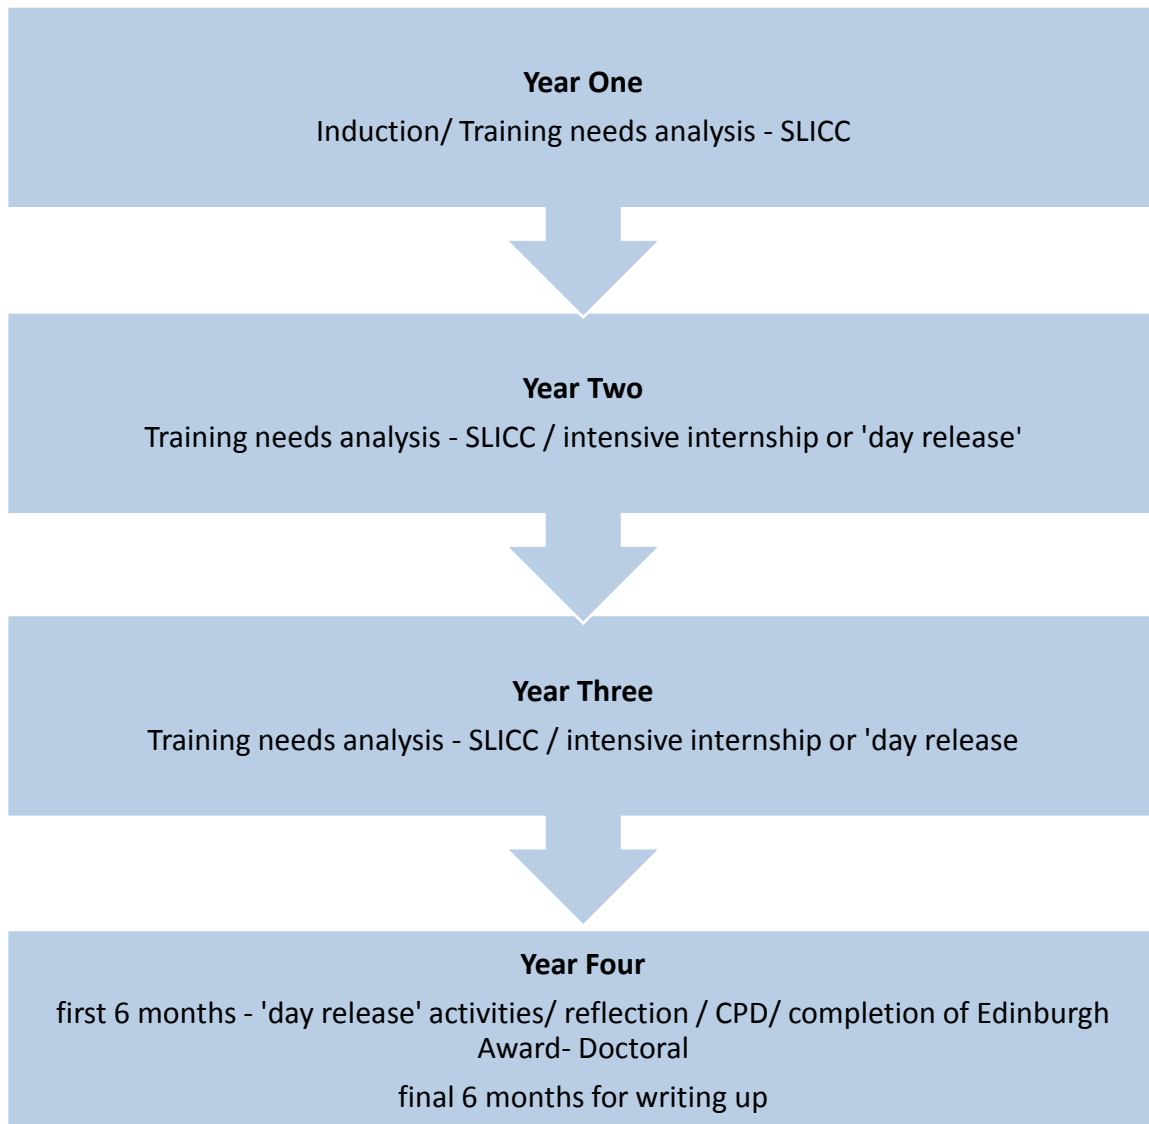 Year One
Induction/ Training needs analysis - SLICC
Year Two
Training needs analysis - SLICC / intensive internship or 'day release'
Year Three
Training needs analysis - SLICC / intensive internship or 'day release
Year Four
first 6 months - 'day release' activities/ reflection / CPD/ completion of Edinburgh
Award- Doctoral
final 6 months for writing up